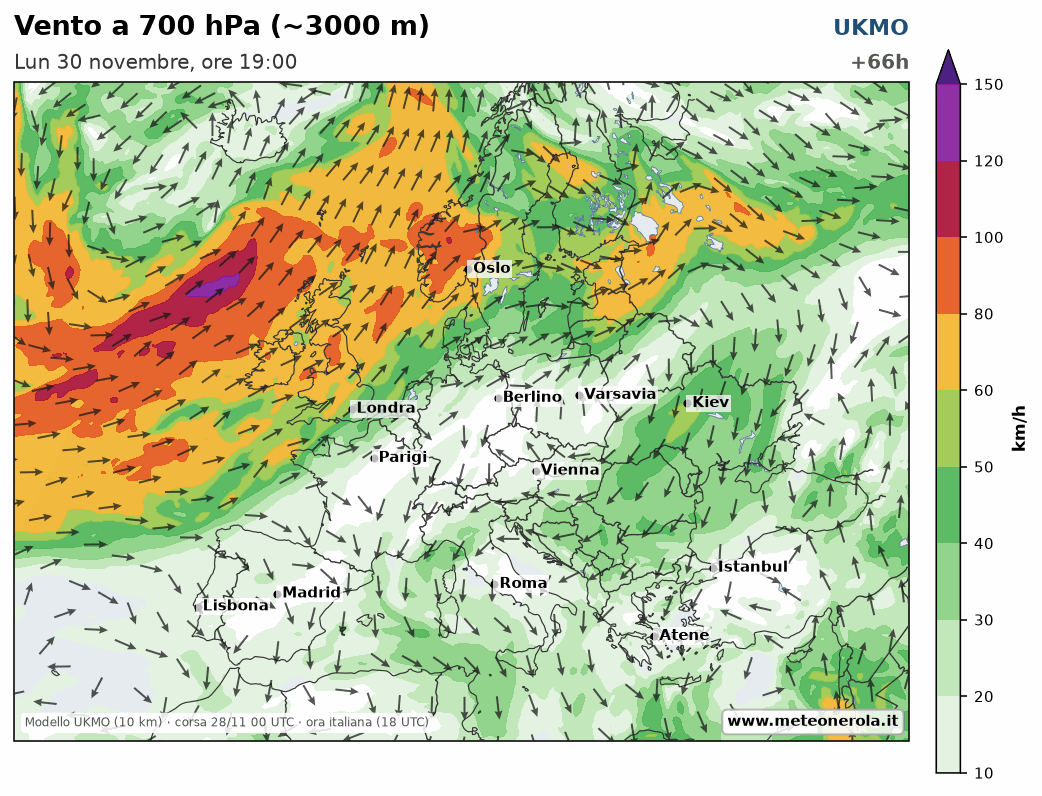 Vento a 700 hPa (~3000 m)
UKMO
Lun 30 novembre, ore 19:00
+66h
150
120
100
80
60
50
40
30
20
10
km/h
Oslo
Berlino
Varsavia
Kiev
Londra
Parigi
Vienna
Istanbul
Roma
Madrid
Lisbona
Atene
Modello UKMO (10 km) · corsa 28/11 00 UTC · ora italiana (18 UTC)
www.meteonerola.it